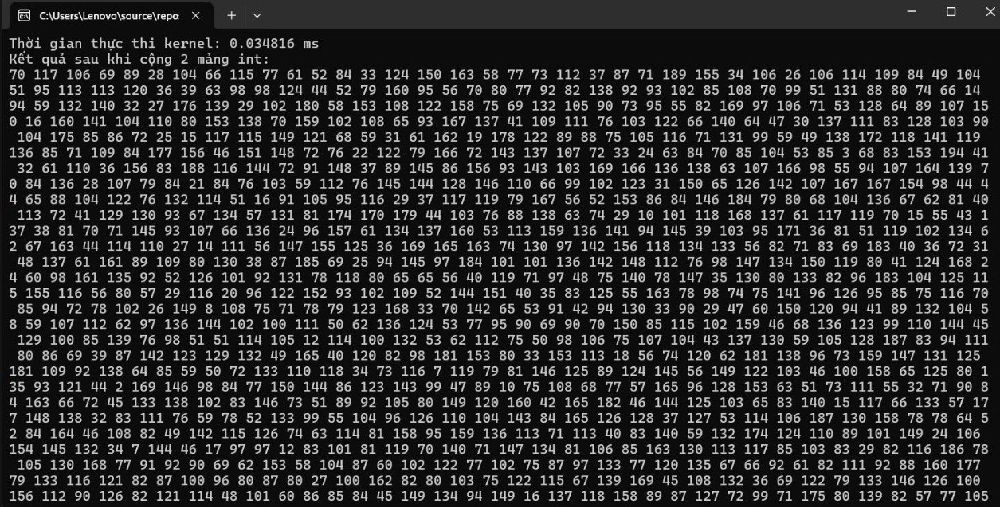 C:\Users\Lenovo\source\repo
Thời gian thực thi kernel: 0.034816 ms
Kết quả sau khi cộng 2 mảng int:
70 117 106 69 89 28 104 66 115 77 61 52 84 33 124 150 163 58 77 73 112 37 87 71 189 155 34 106 26 106 114 109 84 49 104
51 95 113 113 120 36 39 63 98 98 124 44 52 79 160 95 56 70 80 77 92 82 138 92 93 102 85 108 70 99 51 131 88 80 74 66 14
94 59 132 140 32 27 176 139 29 102 180 58 153 108 122 158 75 69 132 105 90 73 95 55 82 169 97 106 71 53 128 64 89 107 15
0 16 160 141 104 110 80 153 138 70 159 102 108 65 93 167 137 41 109 111 76 103 122 66 140 64 47 30 137 111 83 128 103 90
104 175 85 86 72 25 15 117 115 149 121 68 59 31 61 162 19 178 122 89 88 75 105 116 71 131 99 59 49 138 172 118 141 119
136 85 71 109 84 177 156 46 151 148 72 76 22 122 79 166 72 143 137 107 72 33 24 63 84 70 85 104 53 85 3 68 83 153 194 41
32 61 110 36 156 83 188 116 144 72 91 148 37 89 145 86 156 93 143 103 169 166 136 138 63 107 166 98 55 94 107 164 139 7
0 84 136 28 107 79 84 21 84 76 103 59 112 76 145 144 128 146 110 66 99 102 123 31 150 65 126 142 107 167 167 154 98 44 4
4 65 88 104 122 76 132 114 51 16 91 105 95 116 29 37 117 119 79 167 56 52 153 86 84 146 184 79 80 68 104 136 67 62 81 40
113 72 41 129 130 93 67 134 57 131 81 174 170 179 44 103 76 88 138 63 74 29 10 101 118 168 137 61 117 119 70 15 55 43 1
37 38 81 70 71 145 93 107 66 136 24 96 157 61 134 137 160 53 113 159 136 141 94 145 39 103 95 171 36 81 51 119 102 134 6
2 67 163 44 114 110 27 14 111 56 147 155 125 36 169 165 163 74 130 97 142 156 118 134 133 56 82 71 83 69 183 40 36 72 31
48 137 61 161 89 109 80 130 38 87 185 69 25 94 145 97 184 101 101 136 142 148 112 76 98 147 134 150 119 80 41 124 168 2
4 60 98 161 135 92 52 126 101 92 131 78 118 80 65 65 56 40 119 71 97 48 75 140 78 147 35 130 80 133 82 96 183 104 125 11
5 155 116 56 80 57 29 116 20 96 122 152 93 102 109 52 144 151 40 35 83 125 55 163 78 98 74 75 141 96 126 95 85 75 116 70
85 94 72 78 102 26 149 8 108 75 71 78 79 123 168 33 70 142 65 53 91 42 94 130 33 90 29 47 60 150 120 94 41 89 132 104 5
8 59 107 112 62 97 136 144 102 100 111 50 62 136 124 53 77 95 90 69 90 70 150 85 115 102 159 46 68 136 123 99 110 144 45
129 100 85 139 76 98 51 51 114 105 12 114 100 132 53 62 112 75 50 98 106 75 107 104 43 137 130 59 105 128 187 83 94 111
80 86 69 39 87 142 123 129 132 49 165 40 120 82 98 181 153 80 33 153 113 18 56 74 120 62 181 138 96 73 159 147 131 125
181 109 92 138 64 85 59 50 72 133 110 118 34 73 116 7 119 79 81 146 125 89 124 145 56 149 122 103 46 100 158 65 125 80 1
35 93 121 44 2 169 146 98 84 77 150 144 86 123 143 99 47 89 10 75 108 68 77 57 165 96 128 153 63 51 73 111 55 32 71 90 8
4 163 66 72 45 133 138 102 83 146 73 51 89 92 105 80 149 120 160 42 165 182 46 144 125 103 65 83 140 15 117 66 133 57 17
7 148 138 32 83 111 76 59 78 52 133 99 55 104 96 126 110 104 143 84 165 126 128 37 127 53 114 106 187 130 158 78 78 64 5
2 84 164 46 108 82 49 142 115 126 74 63 114 81 158 95 159 136 113 71 113 40 83 140 59 132 174 124 110 89 101 149 24 106
154 145 132 34 7 144 46 17 97 97 12 83 101 81 119 70 140 71 147 134 81 106 85 163 130 113 117 85 103 83 29 82 116 186 78
105 130 168 77 91 92 90 69 62 153 58 104 87 60 102 122 77 102 75 87 97 133 77 120 135 67 66 92 61 82 111 92 88 160 177
79 133 116 121 82 87 100 96 80 87 80 27 100 162 82 80 103 75 122 115 67 139 169 45 108 132 36 69 122 79 133 146 126 100
156 112 90 126 82 121 114 48 101 60 86 85 84 45 149 134 94 149 16 137 118 158 89 87 127 72 99 71 175 80 139 82 57 77 105